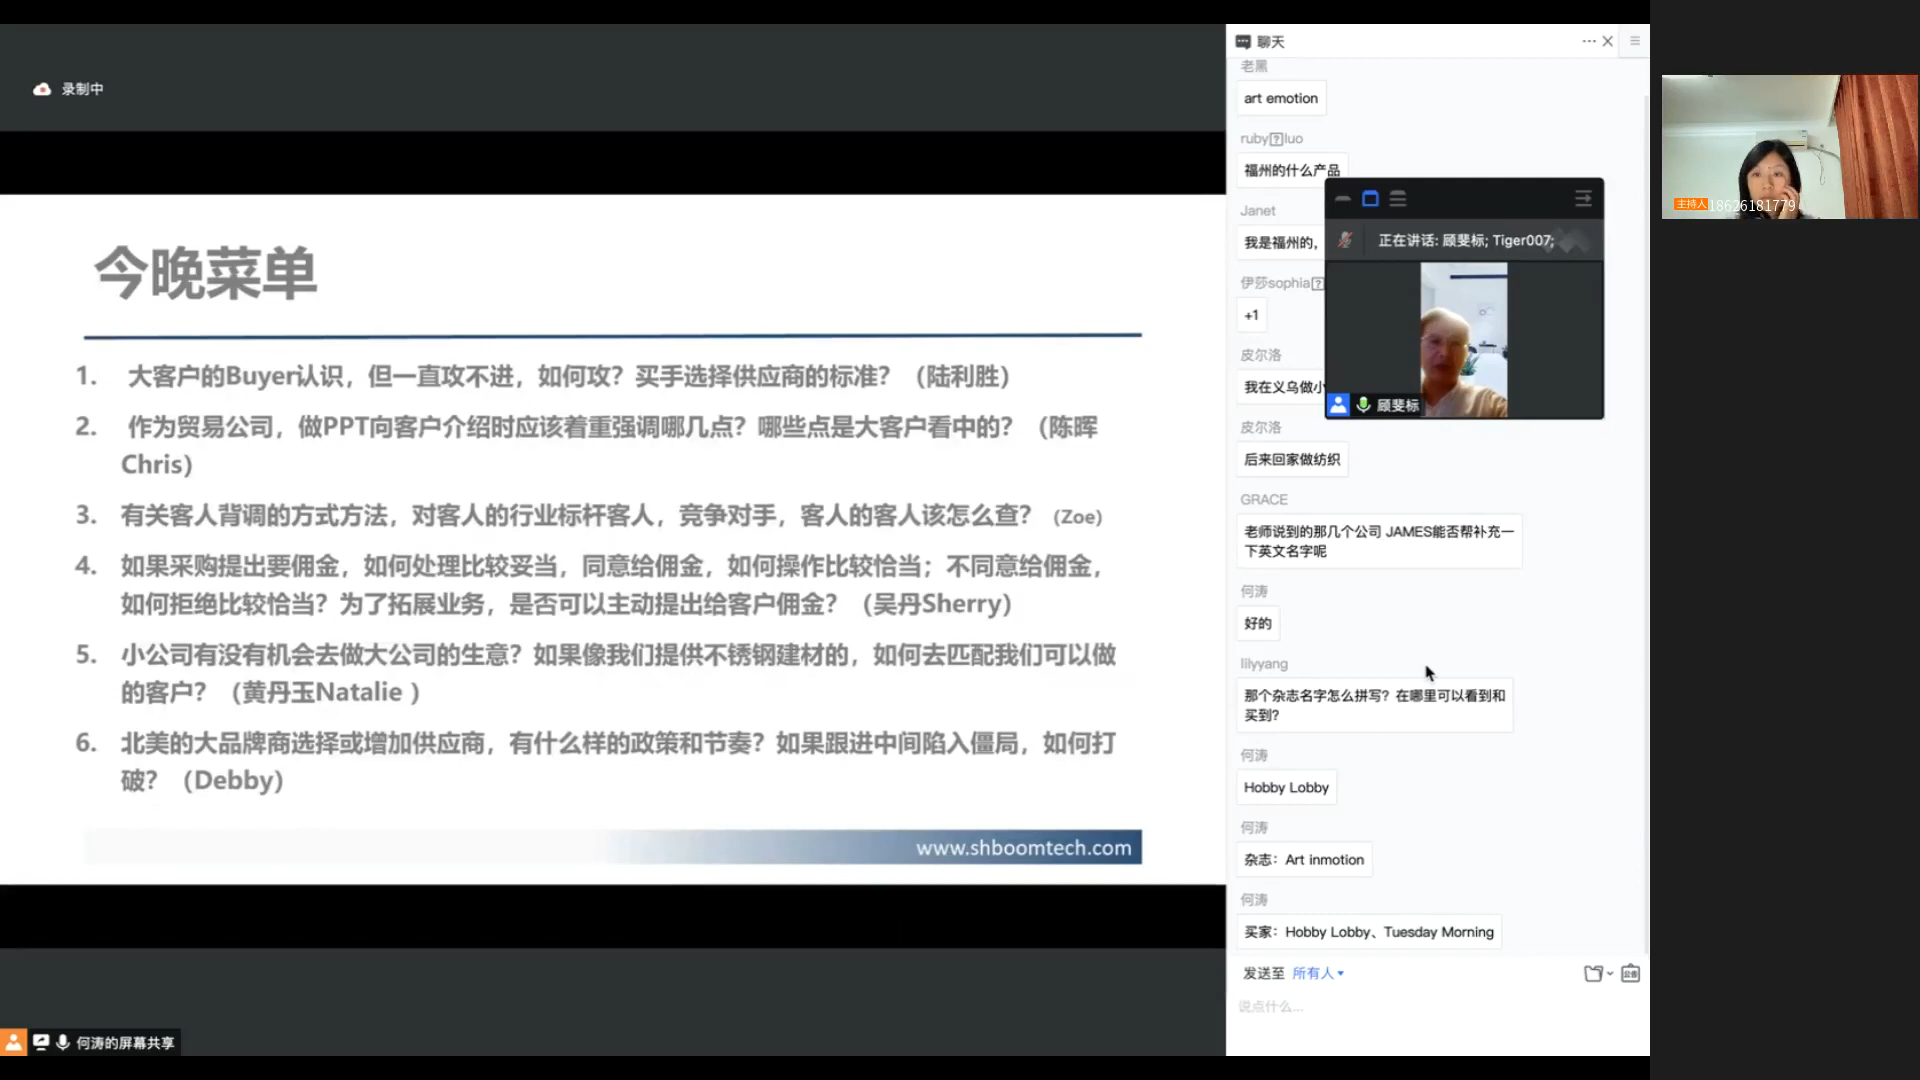 录制中
今晚菜单
1. 大客户的Buyer认识，但一直攻不进，如何攻？买手选择供应商的标准？（陆利胜）
2. 作为贸易公司，做PPT向客户介绍时应该着重强调哪几点？哪些点是大客户看中的？（陈晖
Chris）
3. 有关客人背调的方式方法，对客人的行业标杆客人，竞争对手，客人的客人该怎么查？（Zoe）
4. 如果采购提出要佣金，如何处理比较妥当，同意给佣金，如何操作比较恰当；不同意给佣金，
如何拒绝比较恰当？为了拓展业务，是否可以主动提出给客户佣金？（吴丹Sherry）
5. 小公司有没有机会去做大公司的生意？如果像我们提供不锈钢建材的，如何去匹配我们可以做
的客户？（黄丹玉Natalie ）
6. 北美的大品牌商选择或增加供应商，有什么样的政策和节奏？如果跟进中间陷入僵局，如何打
破？（Debby）
www.shboomtech.com
何涛的屏幕共享
聊天
老黑
art emotion
ruby?luo
福州的什么产品
Janet
我是福州的，
伊莎sophia?
+1
皮尔洛
我在义乌做小
皮尔洛
后来回家做纺织
GRACE
老师说到的那几个公司 JAMES能否帮补充一
下英文名字呢
何涛
好的
lilyyang
那个杂志名字怎么拼写？在哪里可以看到和
买到?
何涛
Hobby Lobby
何涛
杂志：Art inmotion
何涛
买家：Hobby Lobby、Tuesday Morning
发送至 所有人
公告
说点什么...
正在讲话: 顾斐标; Tiger007;
顾斐标
主持人 18626181779